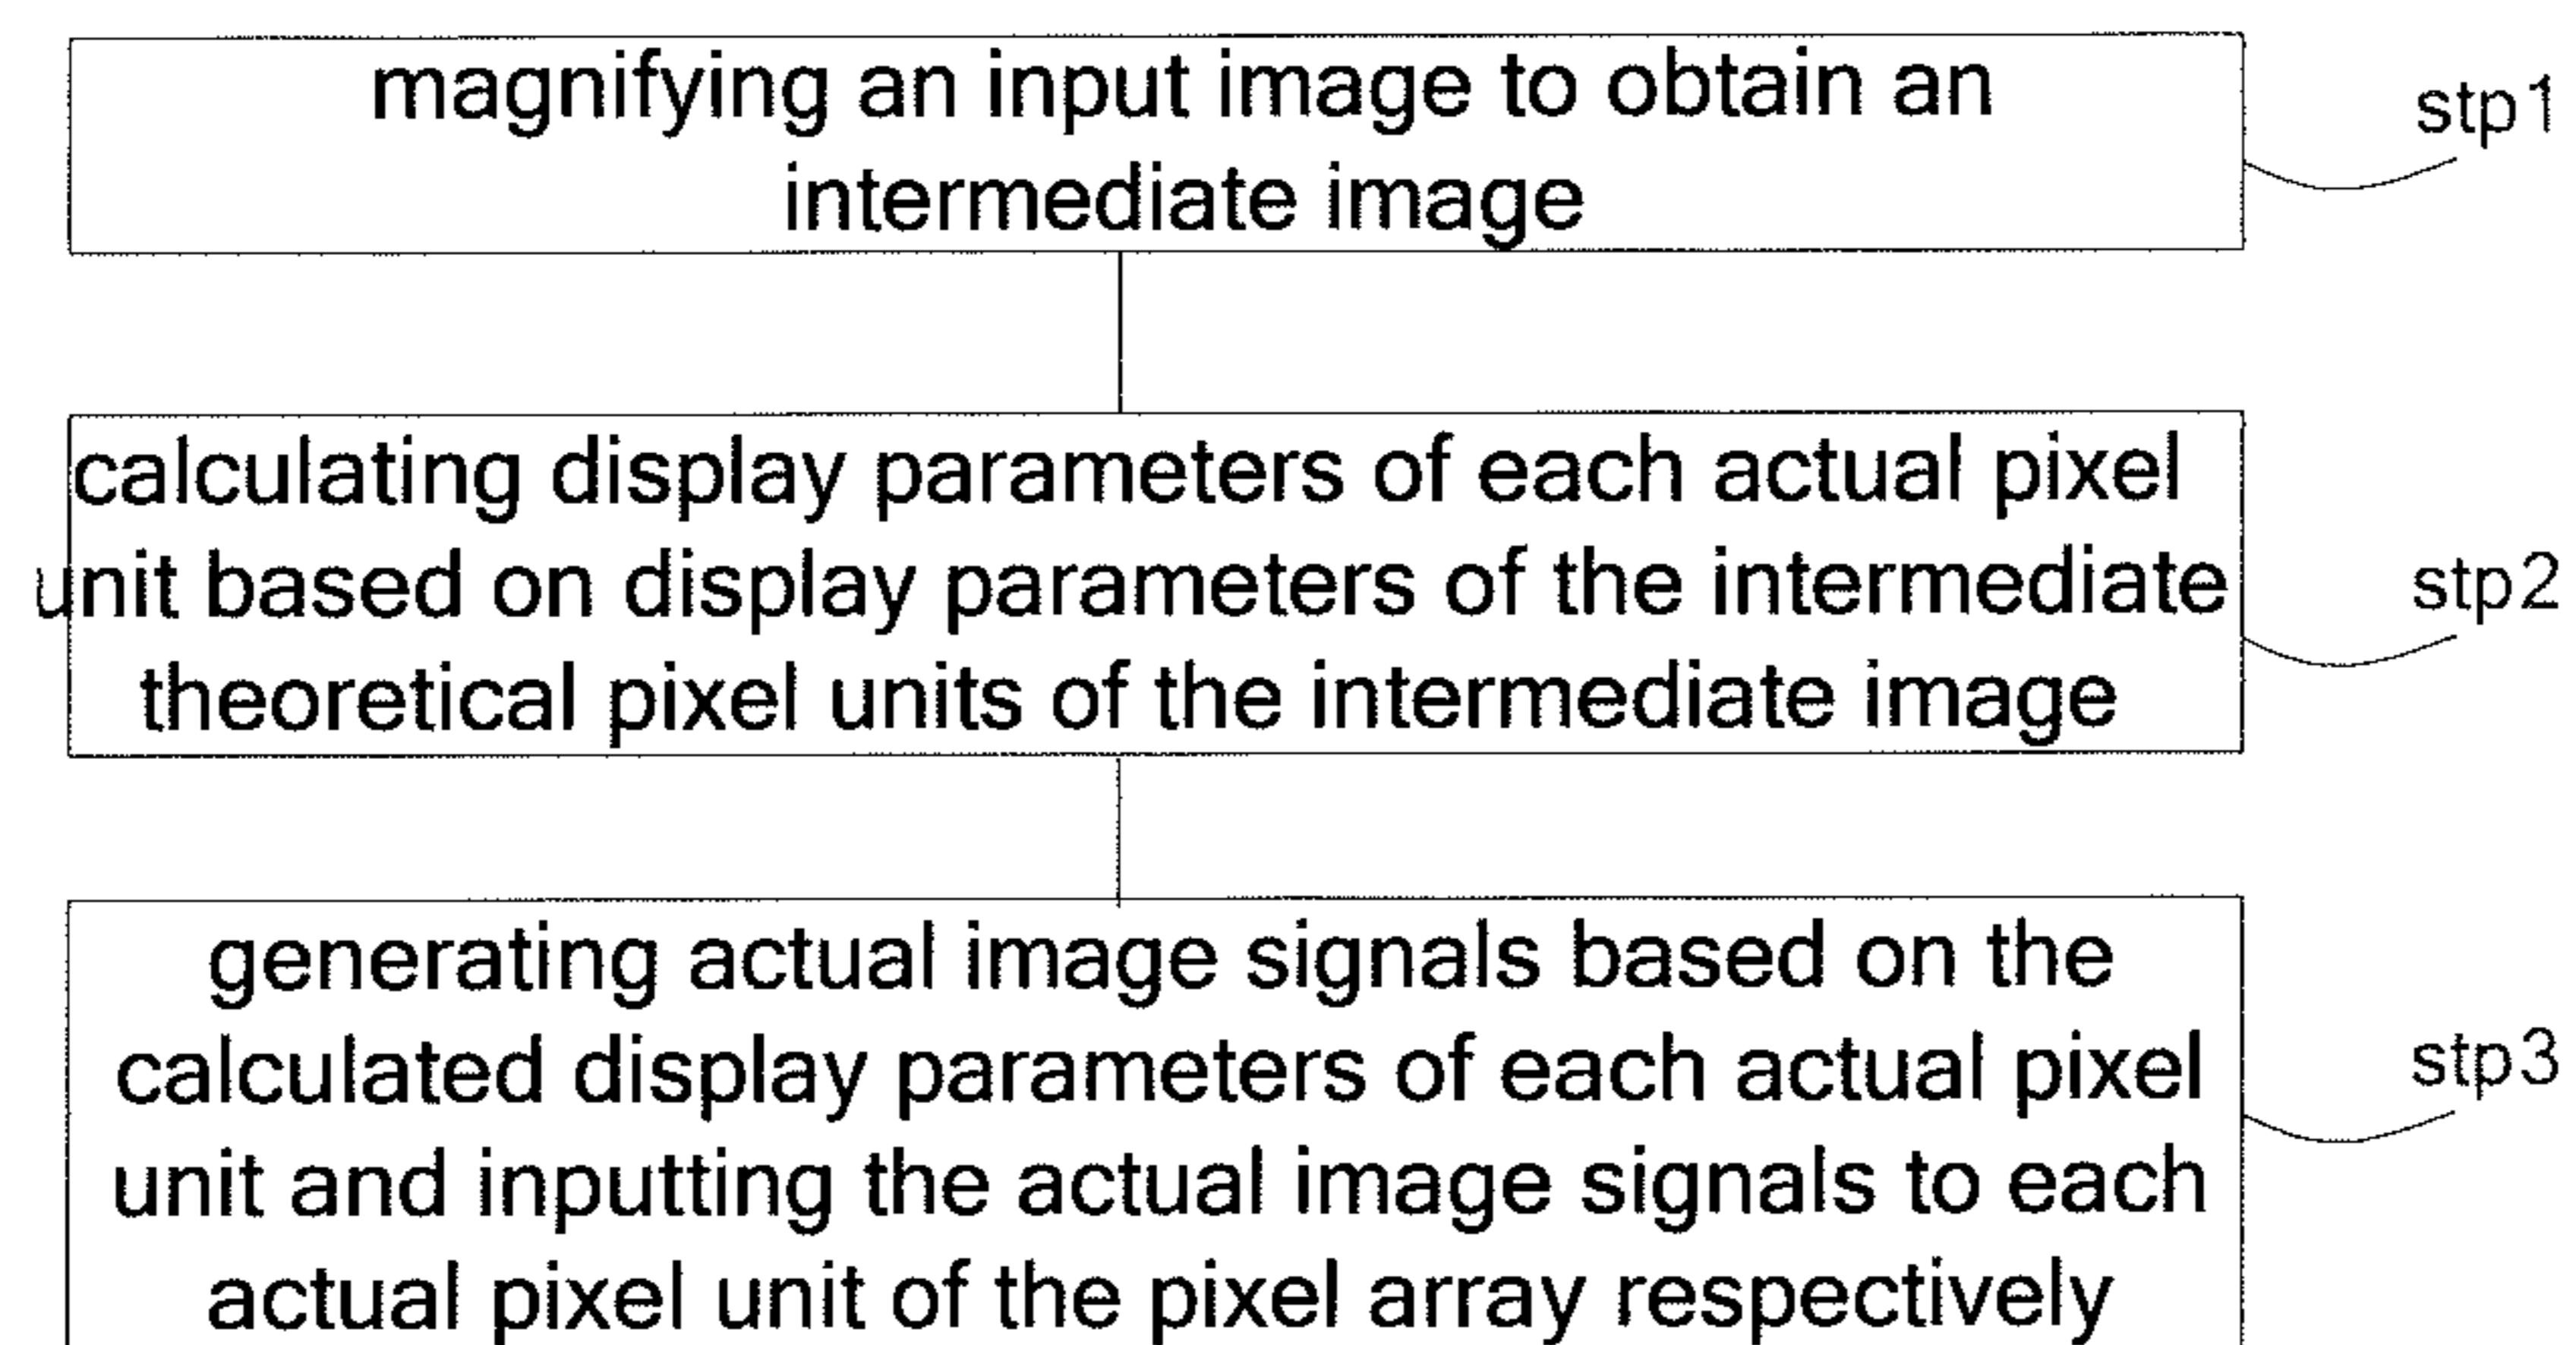 magnifying an input image to obtain an
intermediate image
stp1
calculating display parameters of each actual pixel
unit based on display parameters of the intermediate
theoretical pixel units of the intermediate image
stp2
generating actual image signals based on the
calculated display parameters of each actual pixel
unit and inputting the actual image signals to each
actual pixel unit of the pixel array respectively
stp3